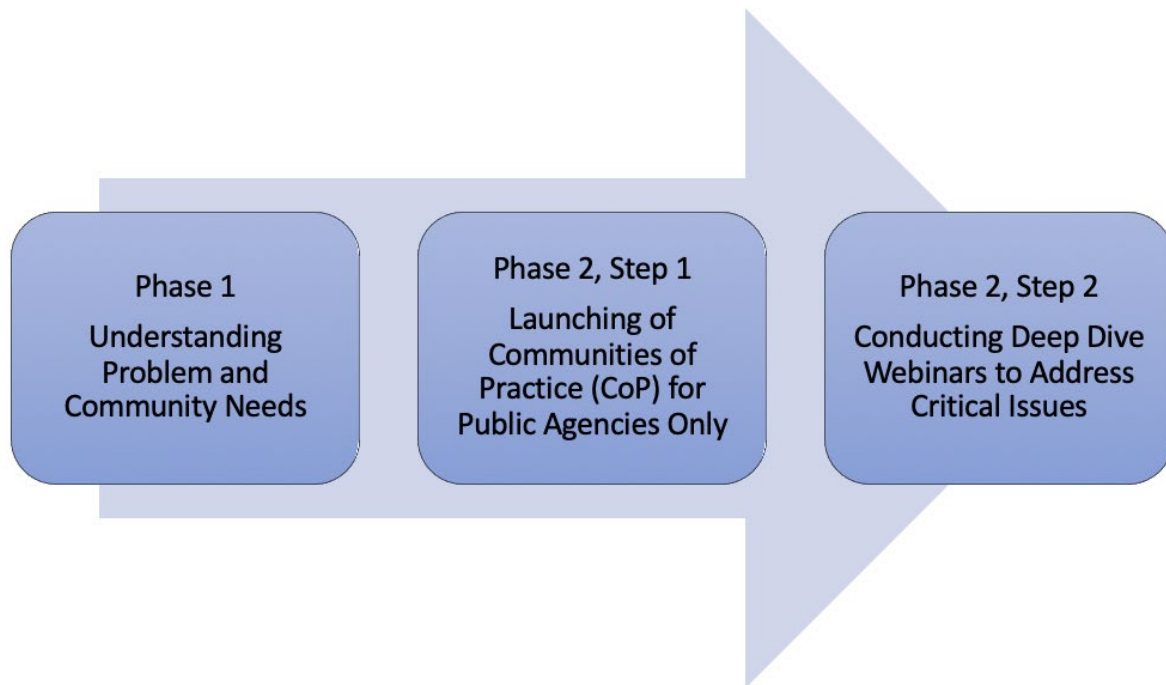 Phase 1
Understanding
Problem and
Community Needs
Phase 2, Step 1
Launching of
Communities of
Practice (CoP) for
Public Agencies Only
Phase 2, Step 2
Conducting Deep Dive
Webinars to Address
Critical Issues